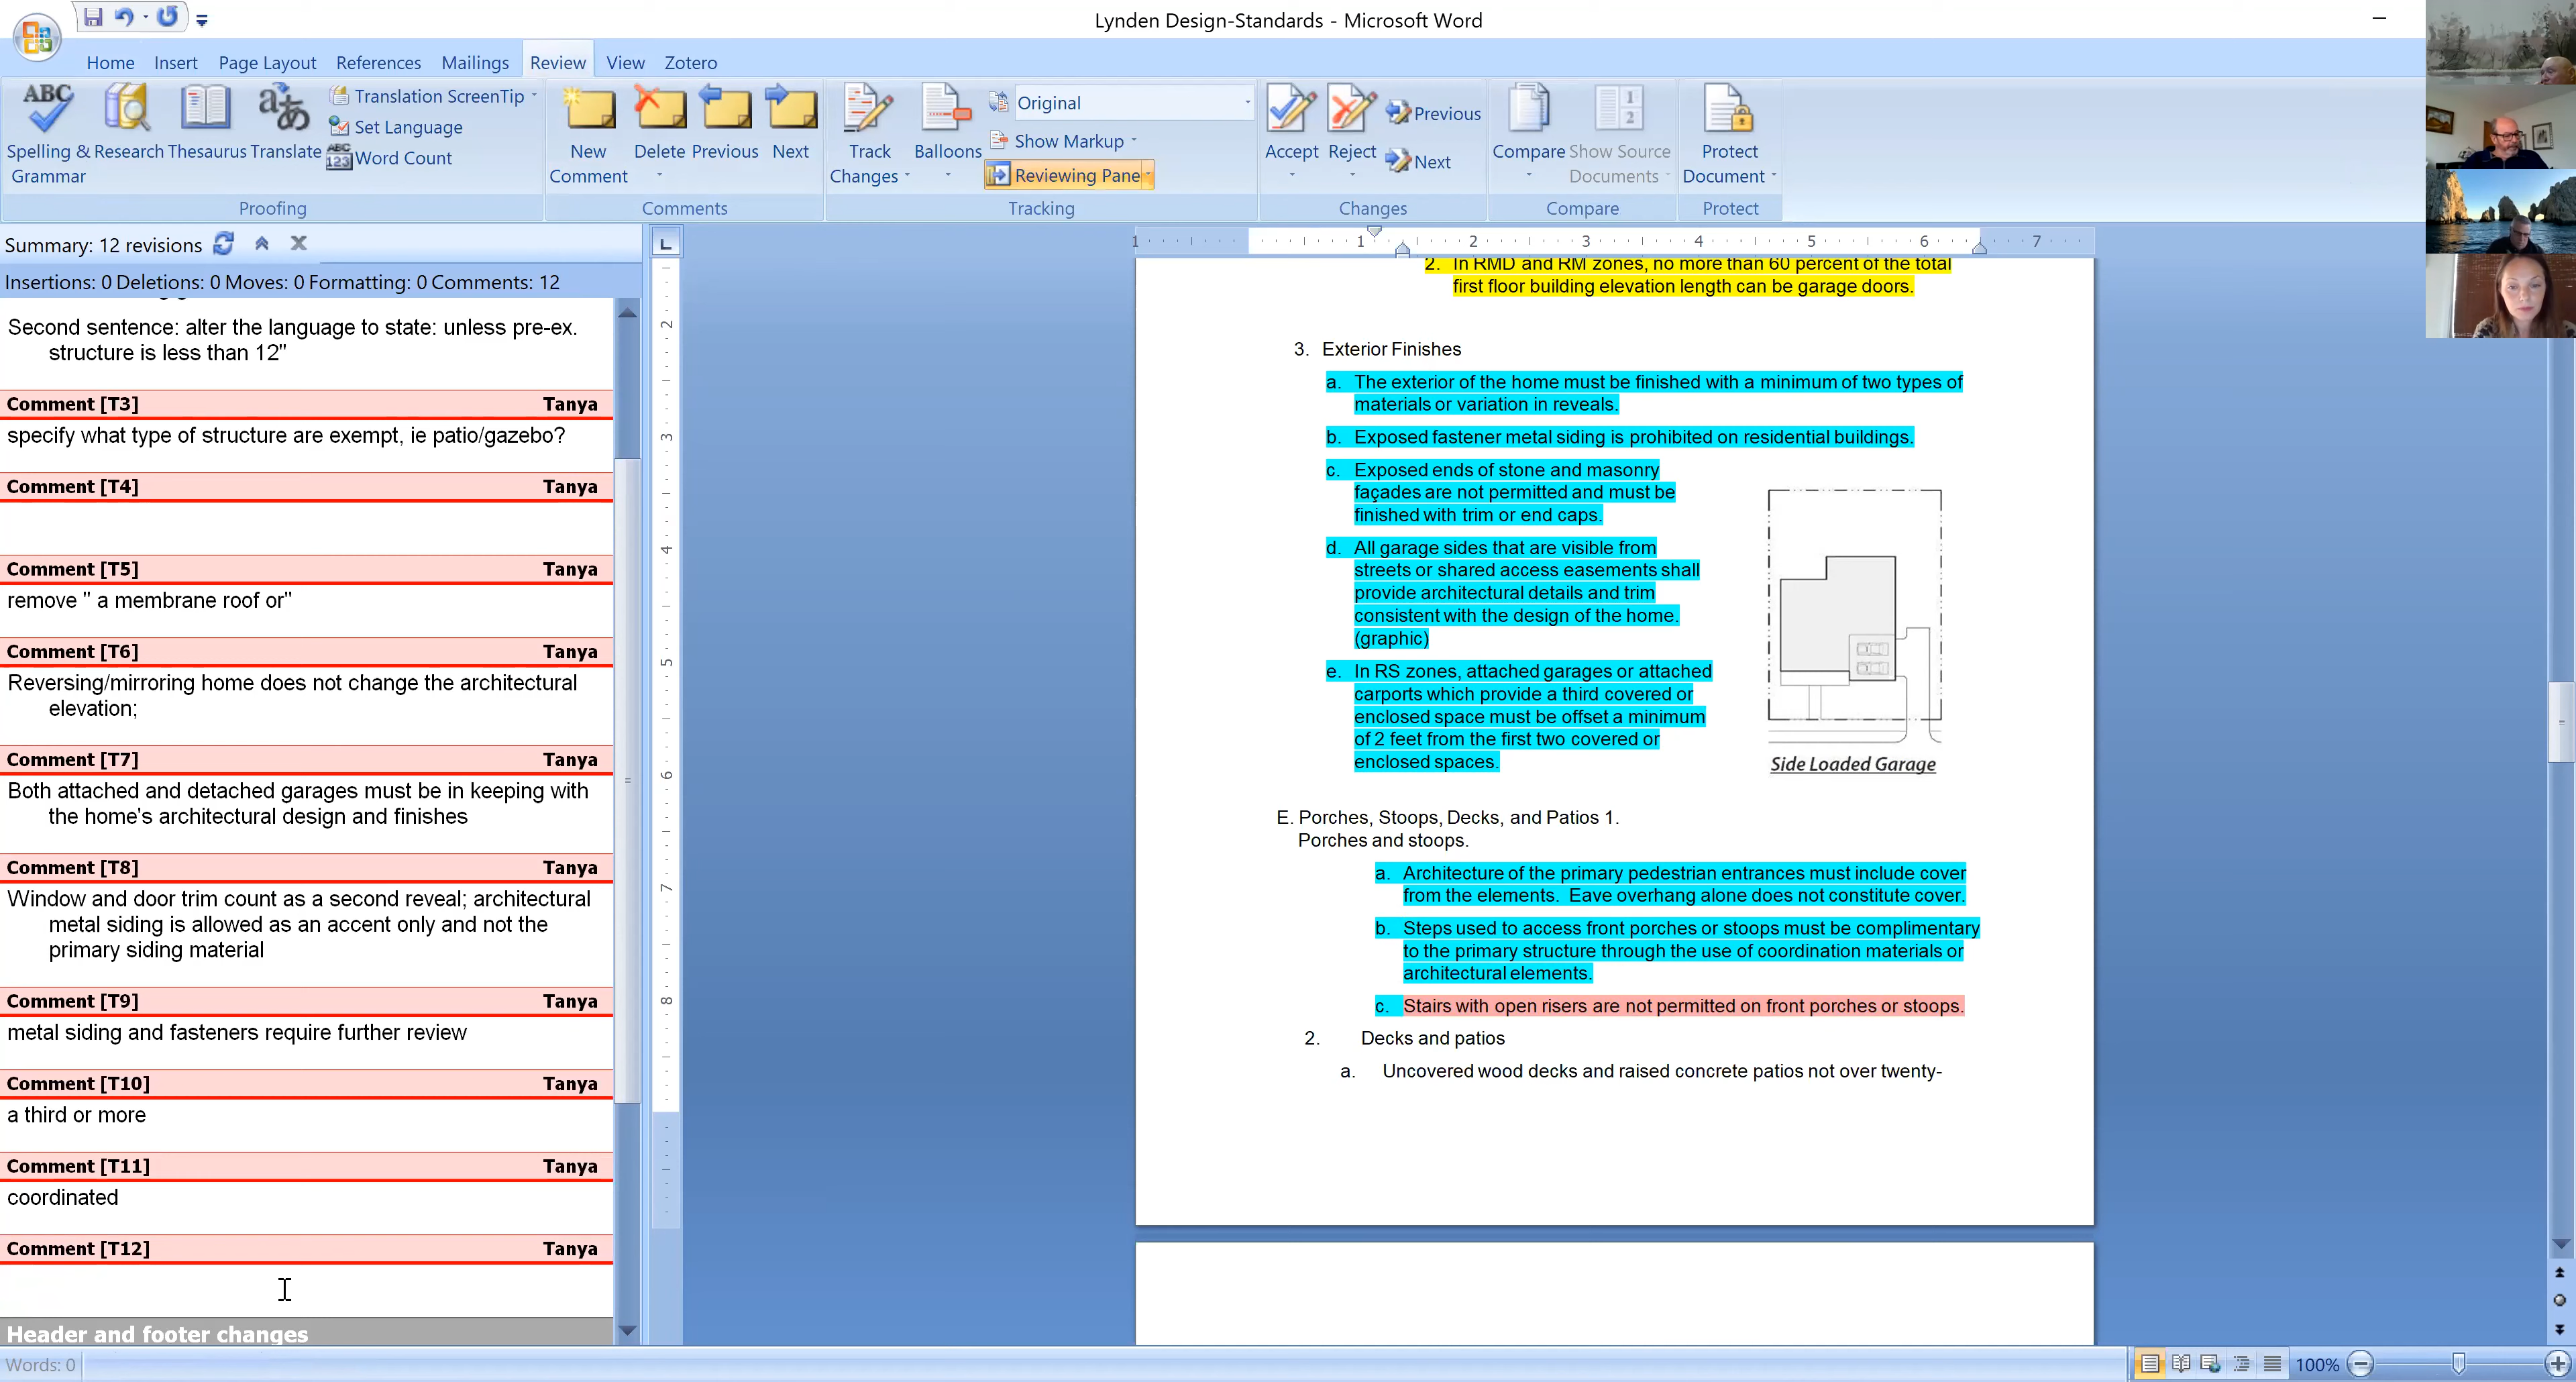 Lynden Design-Standards - Microsoft Word
Home Insert Page Layout References Mailings Review View Zotero
ABC Spelling & Grammar
Research
Thesaurus
Translate
Translation ScreenTip
Set Language
ABC 123 Word Count
Proofing
New Comment
Delete
Previous
Next
Comments
Track Changes
Balloons
Original
Show Markup
Reviewing Pane
Tracking
Accept
Reject
Previous
Next
Changes
Compare
Show Source Documents
Compare
Protect Document
Protect
Summary: 12 revisions
Insertions: 0 Deletions: 0 Moves: 0 Formatting: 0 Comments: 12
Second sentence: alter the language to state: unless pre-ex.
structure is less than 12"
Comment [T3] Tanya
specify what type of structure are exempt, ie patio/gazebo?
Comment [T4] Tanya
Comment [T5] Tanya
remove " a membrane roof or"
Comment [T6] Tanya
Reversing/mirroring home does not change the architectural
elevation;
Comment [T7] Tanya
Both attached and detached garages must be in keeping with
the home's architectural design and finishes
Comment [T8] Tanya
Window and door trim count as a second reveal; architectural
metal siding is allowed as an accent only and not the
primary siding material
Comment [T9] Tanya
metal siding and fasteners require further review
Comment [T10] Tanya
a third or more
Comment [T11] Tanya
coordinated
Comment [T12] Tanya
Header and footer changes
L
2
3
4
5
6
7
8
1 1 2 3 4 5 6 7
2. In RMD and RM zones, no more than 60 percent of the total
first floor building elevation length can be garage doors.
3. Exterior Finishes
a. The exterior of the home must be finished with a minimum of two types of
materials or variation in reveals.
b. Exposed fastener metal siding is prohibited on residential buildings.
c. Exposed ends of stone and masonry
façades are not permitted and must be
finished with trim or end caps.
d. All garage sides that are visible from
streets or shared access easements shall
provide architectural details and trim
consistent with the design of the home.
(graphic)
e. In RS zones, attached garages or attached
carports which provide a third covered or
enclosed space must be offset a minimum
of 2 feet from the first two covered or
enclosed spaces.
Side Loaded Garage
E. Porches, Stoops, Decks, and Patios 1.
Porches and stoops.
a. Architecture of the primary pedestrian entrances must include cover
from the elements. Eave overhang alone does not constitute cover.
b. Steps used to access front porches or stoops must be complimentary
to the primary structure through the use of coordination materials or
architectural elements.
c. Stairs with open risers are not permitted on front porches or stoops.
2. Decks and patios
a. Uncovered wood decks and raised concrete patios not over twenty-
Words: 0
100%